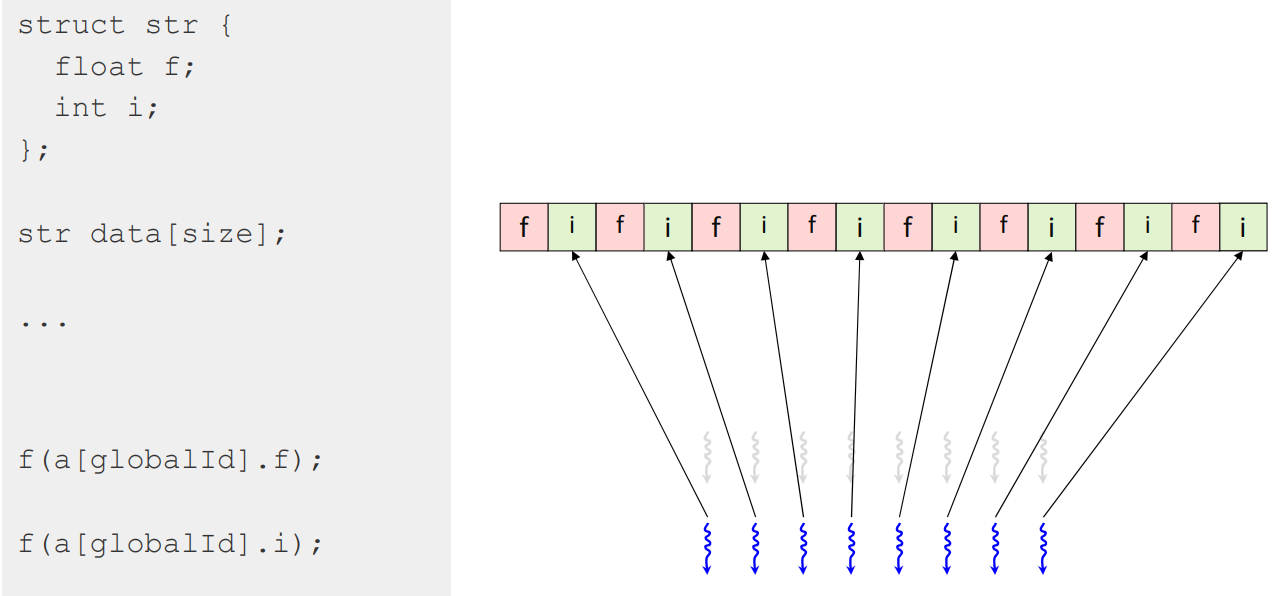 struct str {
float f;
int i;
};
str data[size];
...
f i f i f i f i f i f i f i f i
f(a[globalId].f);
f(a[globalId].i);